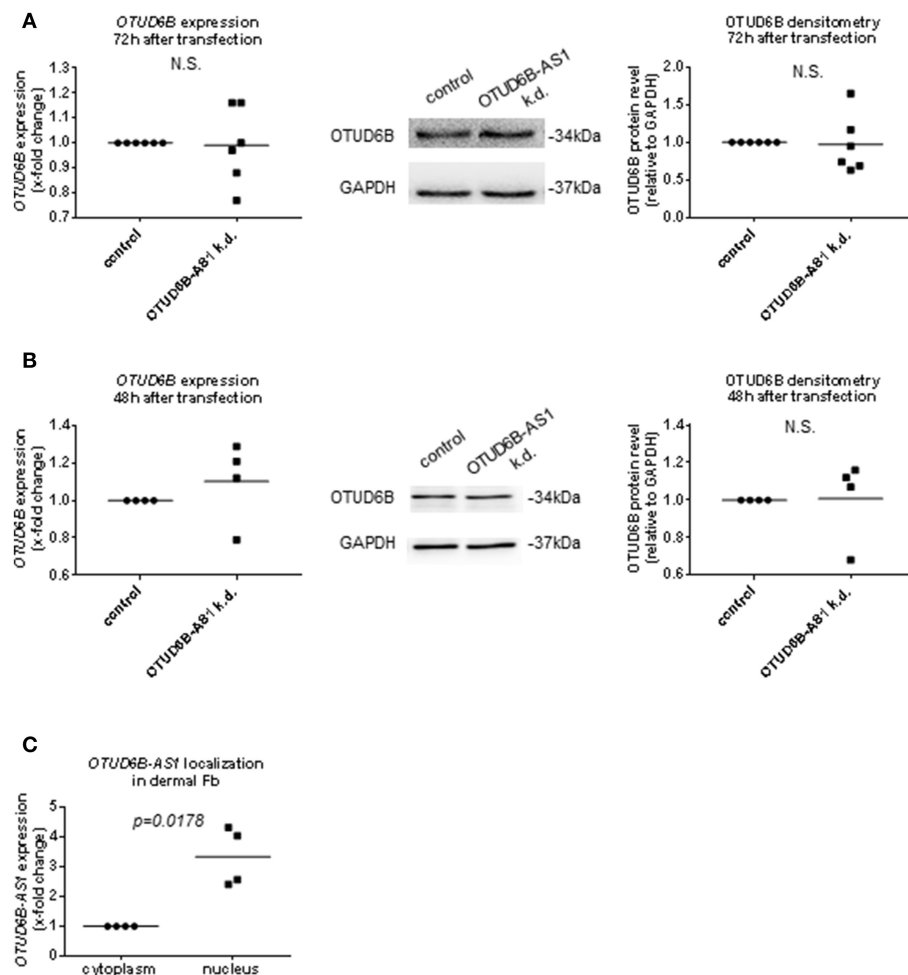 A
OTUD6B expression
72h after transfection
N.S.
OTUD6B expression
(x-fold change)
1.3
1.2
1.1
1.0
0.9
0.8
0.7
control
OTUD6B-AS1 k.d.
control
OTUD6B-AS1
k.d.
OTUD6B
-34kDa
GAPDH
-37kDa
OTUD6B densitometry
72h after transfection
N.S.
OTUD6B protein revel
(relative to GAPDH)
2.0
1.5
1.0
0.5
0.0
control
OTUD6B-AS1 k.d.
B
OTUD6B expression
48h after transfection
OTUD6B expression
(x-fold change)
1.4
1.2
1.0
0.8
0.6
control
OTUD6B-AS1 k.d.
control
OTUD6B-AS1
k.d.
OTUD6B
-34kDa
GAPDH
-37kDa
OTUD6B densitometry
48h after transfection
N.S.
OTUD6B protein revel
(relative to GAPDH)
1.4
1.2
1.0
0.8
0.6
control
OTUD6B-AS1 k.d.
C
OTUD6B-AS1 localization
in dermal Fb
p=0.0178
OTUD6B-AS1 expression
(x-fold change)
5
4
3
2
1
0
cytoplasm
nucleus